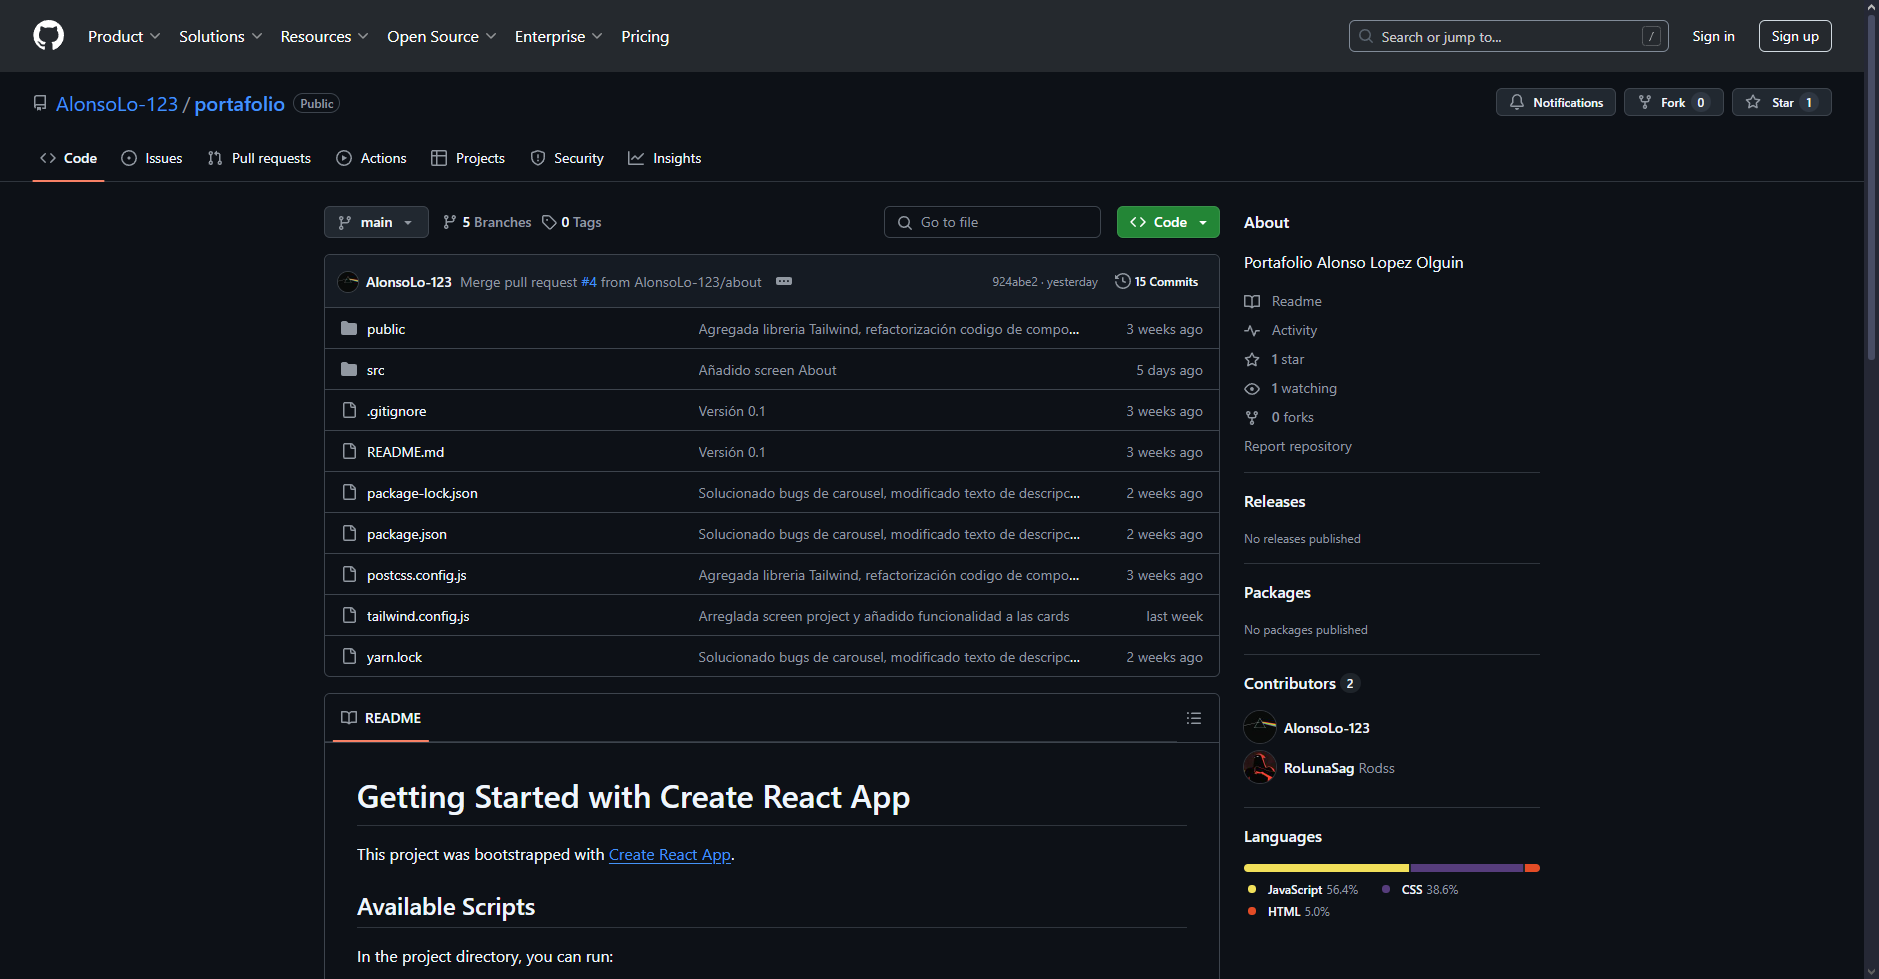 Product Solutions Resources Open Source Enterprise Pricing Search or jump to... / Sign in Sign up
AlonsoLo-123 / portafolio Public Notifications Fork 0 Star 1
Code Issues Pull requests Actions Projects Security Insights
main 5 Branches 0 Tags Go to file Code
AlonsoLo-123 Merge pull request #4 from AlonsoLo-123/about 924abe2 · yesterday 15 Commits
public Agregada libreria Tailwind, refactorización codigo de compo... 3 weeks ago
src Añadido screen About 5 days ago
.gitignore Versión 0.1 3 weeks ago
README.md Versión 0.1 3 weeks ago
package-lock.json Solucionado bugs de carousel, modificado texto de descripc... 2 weeks ago
package.json Solucionado bugs de carousel, modificado texto de descripc... 2 weeks ago
postcss.config.js Agregada libreria Tailwind, refactorización codigo de compo... 3 weeks ago
tailwind.config.js Arreglada screen project y añadido funcionalidad a las cards last week
yarn.lock Solucionado bugs de carousel, modificado texto de descripc... 2 weeks ago
README
Getting Started with Create React App
This project was bootstrapped with Create React App.
Available Scripts
In the project directory, you can run:
About
Portafolio Alonso Lopez Olguin
Readme
Activity
1 star
1 watching
0 forks
Report repository
Releases
No releases published
Packages
No packages published
Contributors 2
AlonsoLo-123
RoLunaSag Rodss
Languages
JavaScript 56.4% CSS 38.6%
HTML 5.0%